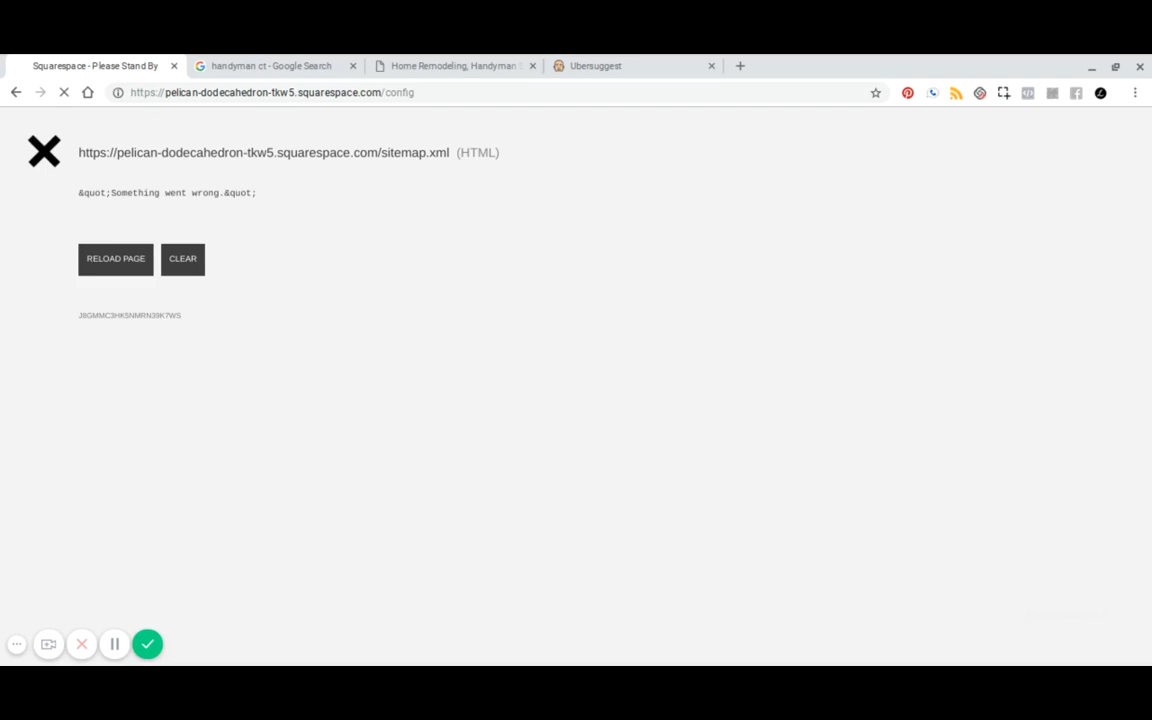 Squarespace - Please Stand By
handyman ct - Google Search
Home Remodeling, Handyman
Ubersuggest
https://pelican-dodecahedron-tkw5.squarespace.com/config
https://pelican-dodecahedron-tkw5.squarespace.com/sitemap.xml (HTML)
&quot;Something went wrong.&quot;
RELOAD PAGE CLEAR
J8GMMC3HK5NMRN39K7WS